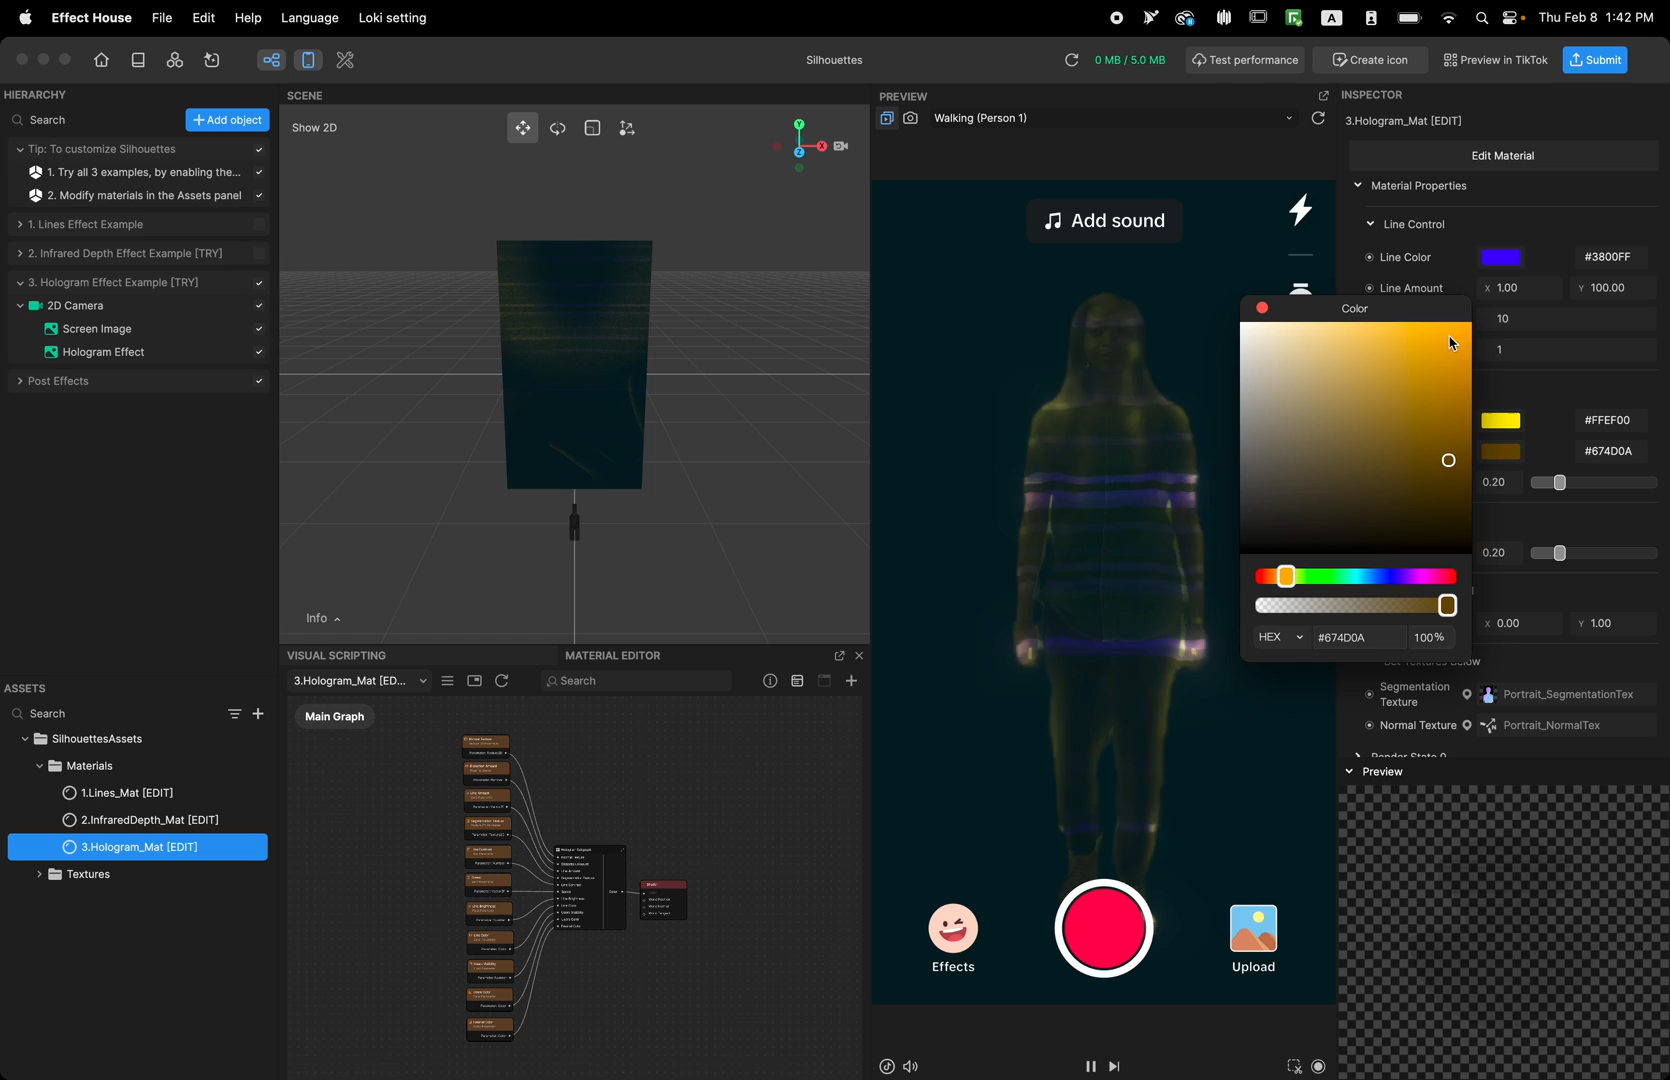 Effect House File Edit Help Language Loki setting
A Thu Feb 8 1:42 PM
Silhouettes
0 MB / 5.0 MB
Test performance
Create icon
Preview in TikTok
Submit
HIERARCHY
Search
+ Add object
Tip: To customize Silhouettes
1. Try all 3 examples, by enabling the...
2. Modify materials in the Assets panel
1. Lines Effect Example
2. Infrared Depth Effect Example [TRY]
3. Hologram Effect Example [TRY]
2D Camera
Screen Image
Hologram Effect
Post Effects
SCENE
Show 2D
Y
X
Z
Info
PREVIEW
Walking (Person 1)
Add sound
Effects
Upload
INSPECTOR
3.Hologram_Mat [EDIT]
Edit Material
Material Properties
Line Control
Line Color #3800FF
Line Amount X 1.00 Y 100.00
10
1
#FFEF00
#674D0A
0.20
0.20
X 0.00 Y 1.00
Segmentation Texture Portrait_SegmentationTex
Normal Texture Portrait_NormalTex
Render State 0
Preview
Color
HEX #674D0A 100%
ASSETS
Search
SilhouettesAssets
Materials
1.Lines_Mat [EDIT]
2.InfraredDepth_Mat [EDIT]
3.Hologram_Mat [EDIT]
Textures
VISUAL SCRIPTING
MATERIAL EDITOR
3.Hologram_Mat [ED...
Search
Main Graph